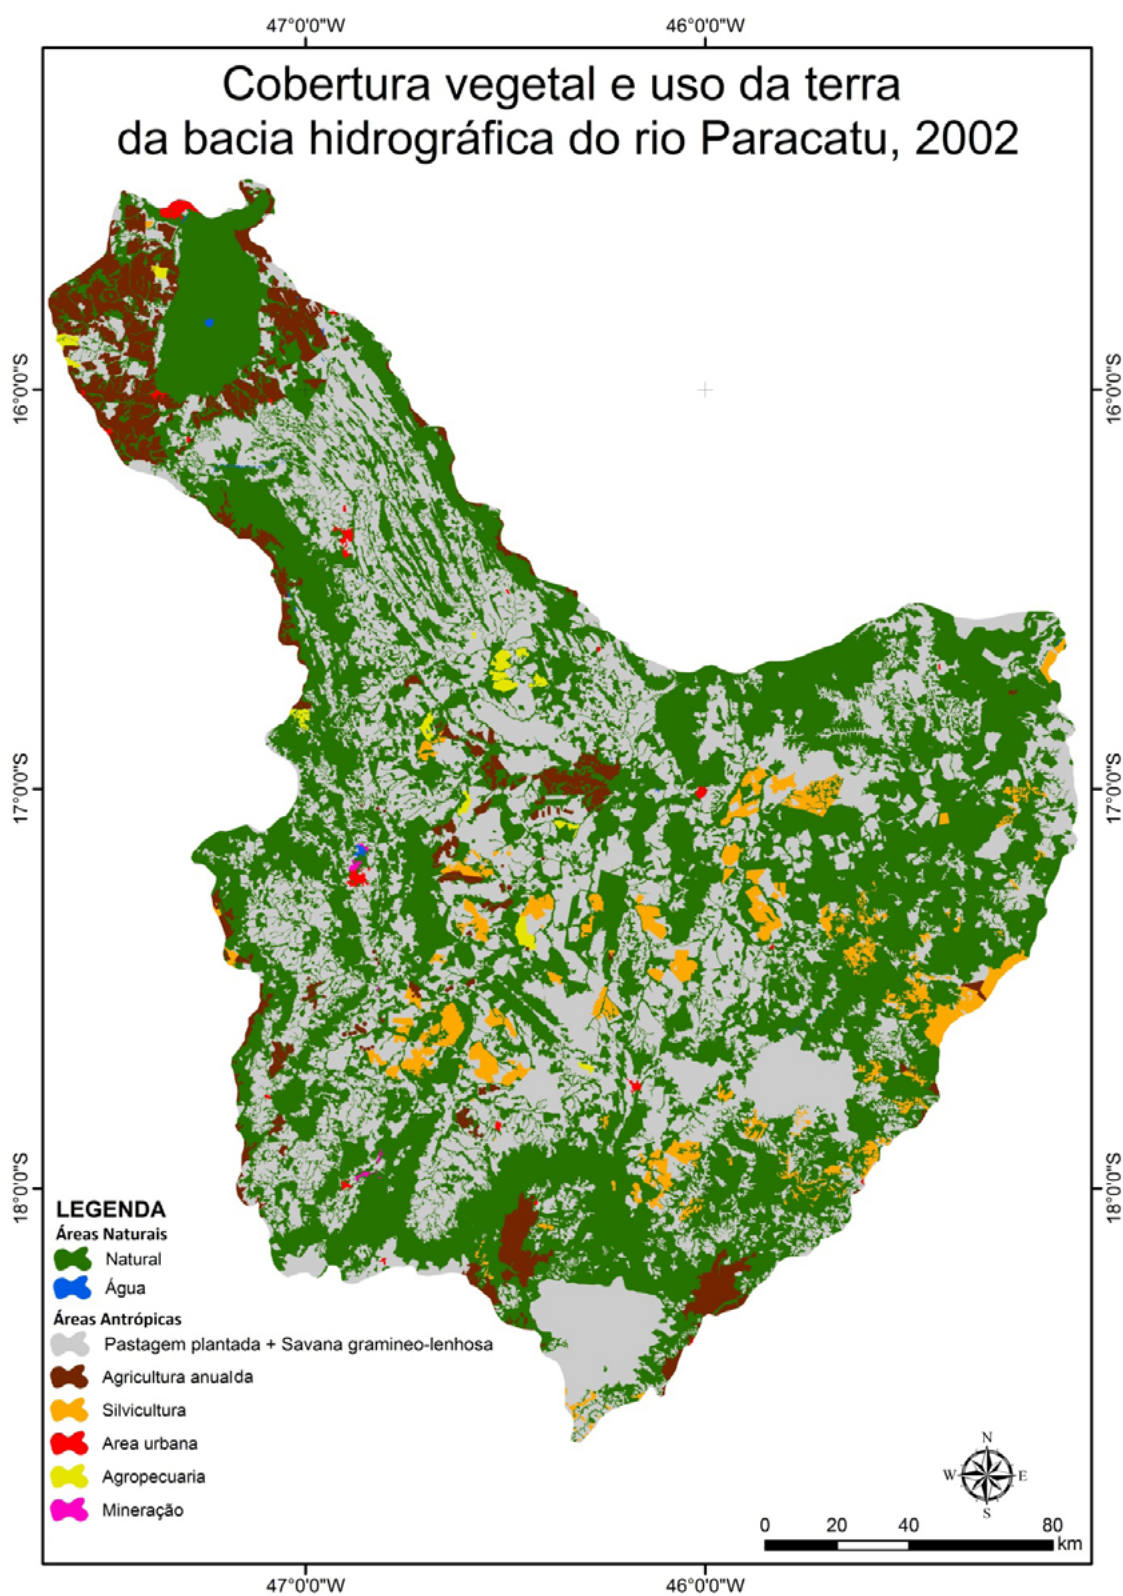 47°0'0"W 46°0'0"W
Cobertura vegetal e uso da terra
da bacia hidrográfica do rio Paracatu, 2002
16°0'0"S 16°0'0"S
17°0'0"S 17°0'0"S
18°0'0"S 18°0'0"S
LEGENDA
Áreas Naturais
Natural
Água
Áreas Antrópicas
Pastagem plantada + Savana gramineo-lenhosa
Agricultura anualda
Silvicultura
Area urbana
Agropecuaria
Mineração
N
W E
S
0 20 40 80
km
47°0'0"W 46°0'0"W